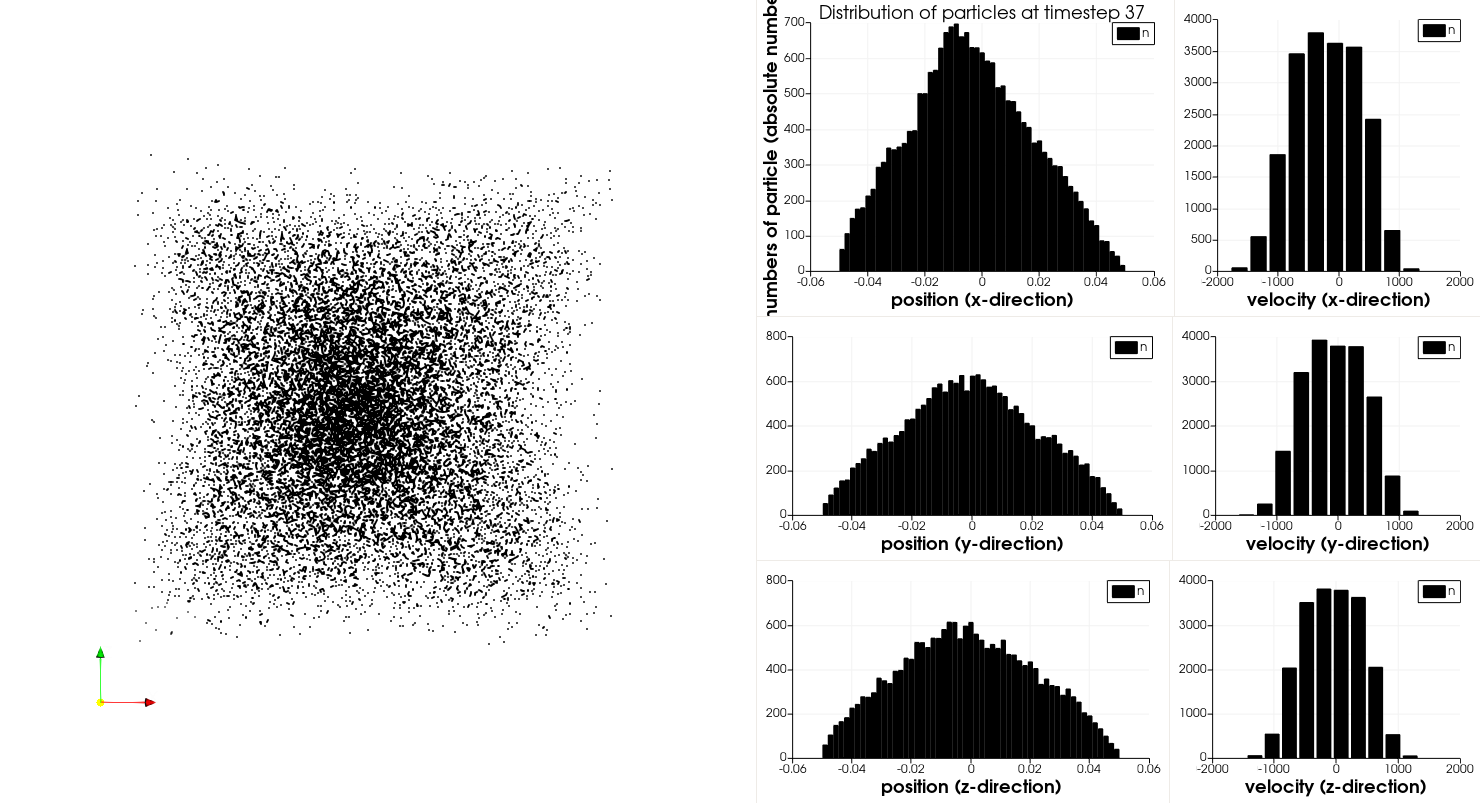 Distribution of particles at timestep 37
numbers of particle (absolute numbe
700
600
500
400
300
200
100
0
-0.06 -0.04 -0.02 0 0.02 0.04 0.06
position (x-direction)
n
4000
3500
3000
2500
2000
1500
1000
500
0
-2000 -1000 0 1000 2000
velocity (x-direction)
n
800
600
400
200
0
-0.06 -0.04 -0.02 0 0.02 0.04 0.06
position (y-direction)
n
4000
3000
2000
1000
0
-2000 -1000 0 1000 2000
velocity (y-direction)
n
800
600
400
200
0
-0.06 -0.04 -0.02 0 0.02 0.04 0.06
position (z-direction)
n
4000
3000
2000
1000
0
-2000 -1000 0 1000 2000
velocity (z-direction)
n